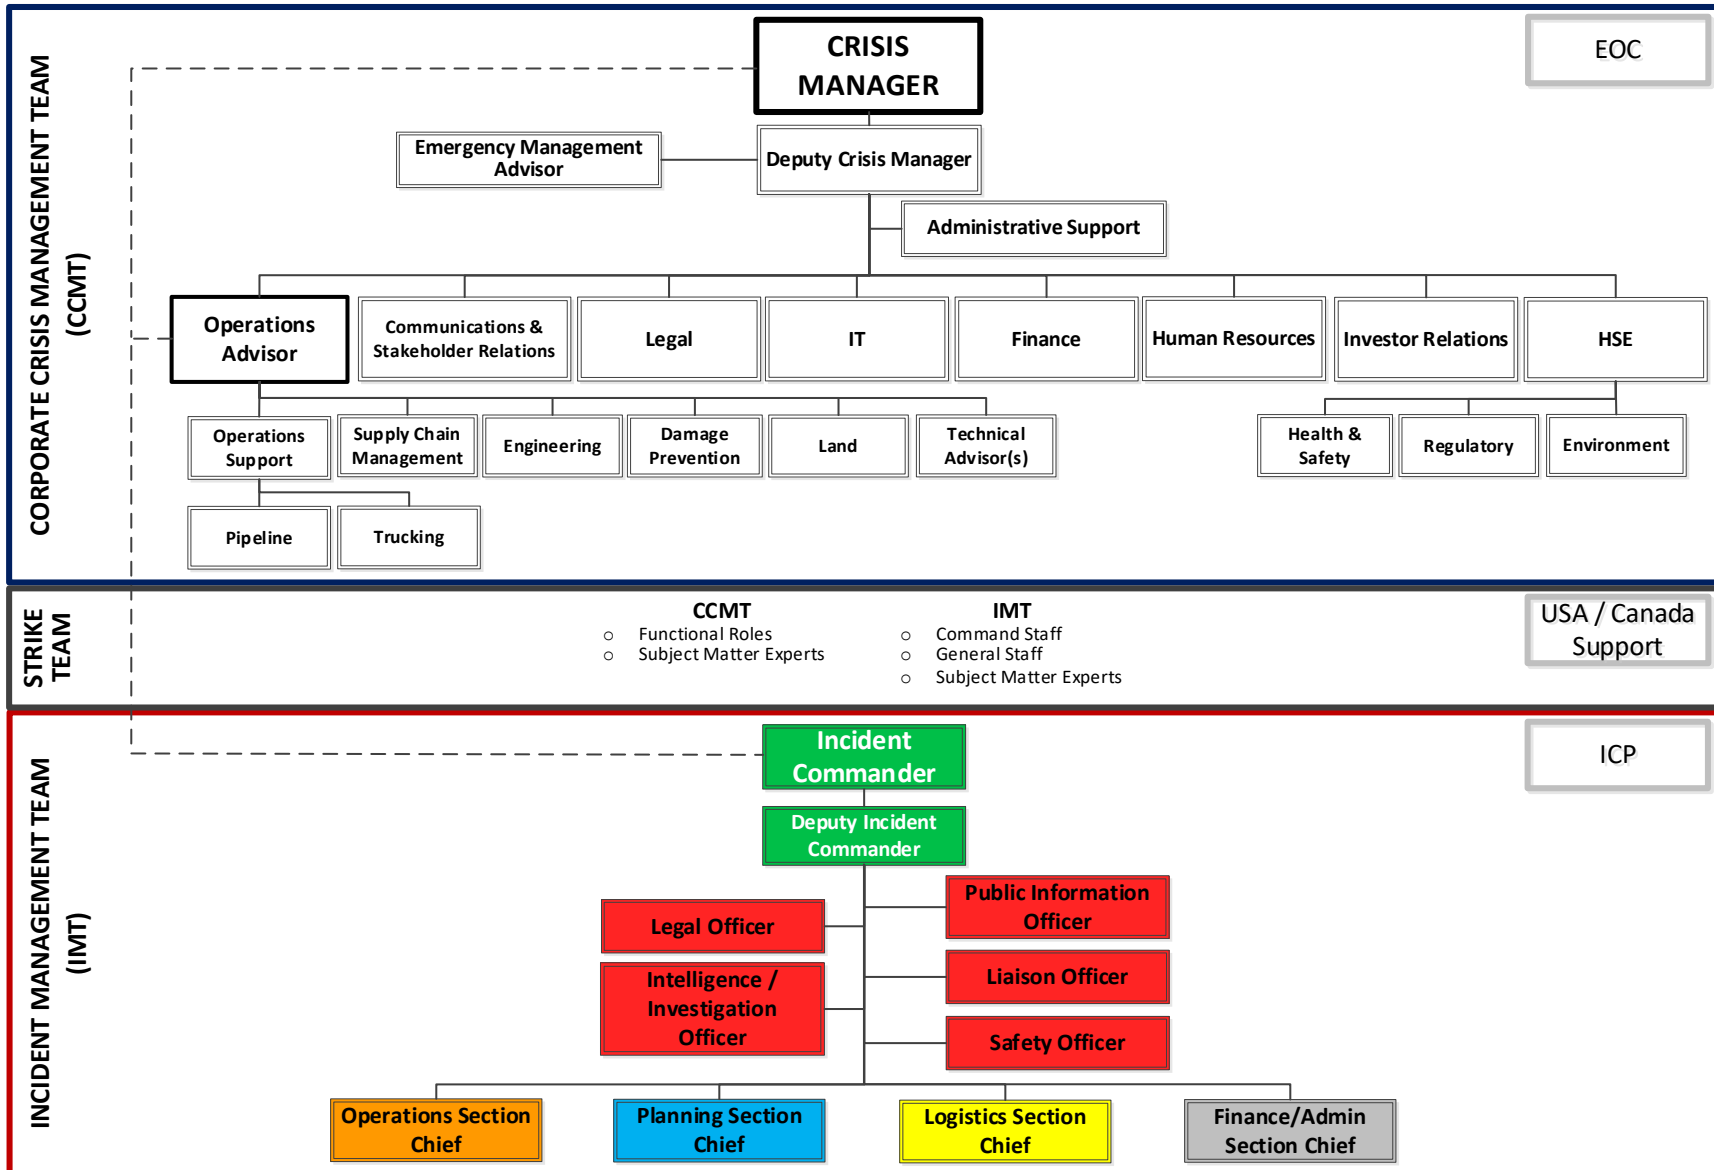 CORPORATE CRISIS MANAGEMENT TEAM
(CCMT)
EOC
CRISIS
MANAGER
Emergency Management
Advisor
Deputy Crisis Manager
Administrative Support
Operations
Advisor
Communications &
Stakeholder Relations
Legal
IT
Finance
Human Resources
Investor Relations
HSE
Operations
Support
Supply Chain
Management
Engineering
Damage
Prevention
Land
Technical
Advisor(s)
Health &
Safety
Regulatory
Environment
Pipeline
Trucking
STRIKE
TEAM
CCMT
○ Functional Roles
○ Subject Matter Experts
IMT
○ Command Staff
○ General Staff
○ Subject Matter Experts
USA / Canada
Support
INCIDENT MANAGEMENT TEAM
(IMT)
ICP
Incident
Commander
Deputy Incident
Commander
Legal Officer
Public Information
Officer
Intelligence /
Investigation
Officer
Liaison Officer
Safety Officer
Operations Section
Chief
Planning Section
Chief
Logistics Section
Chief
Finance/Admin
Section Chief